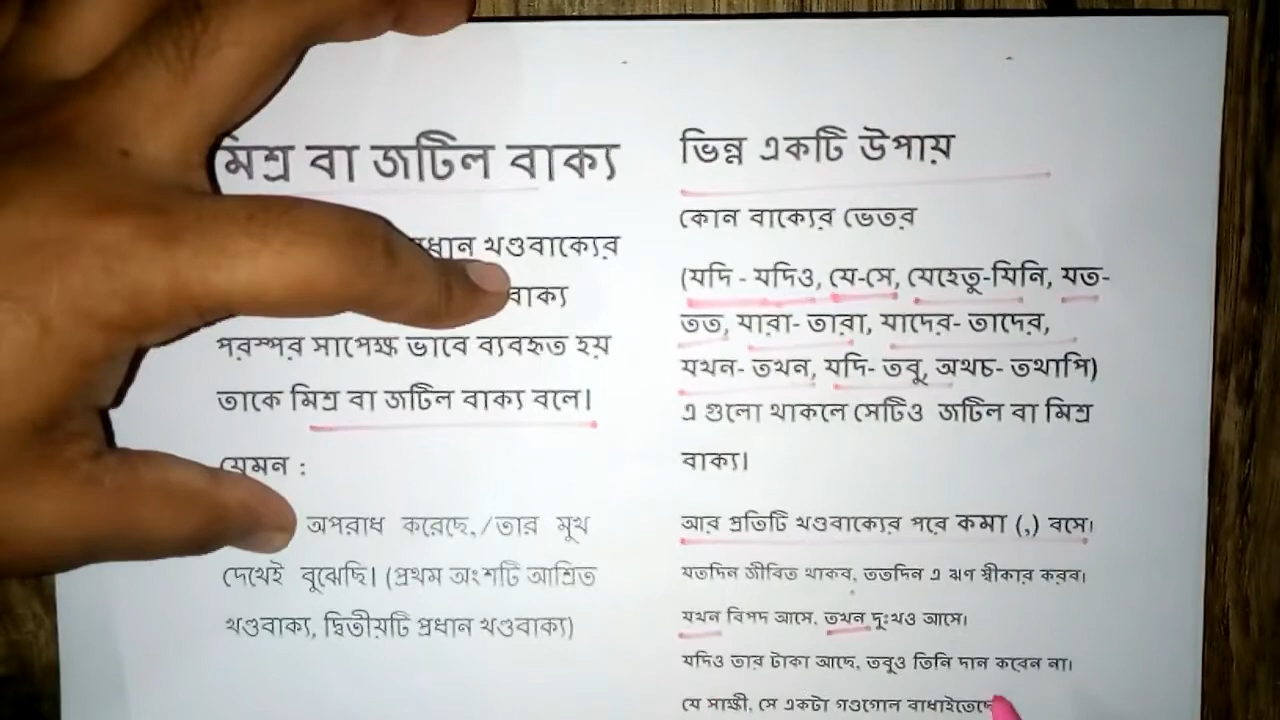 মিশ্র বা জটিল বাক্য
খণ্ডবাক্যের
বাক্য
পরস্পর সাপেক্ষ ভাবে ব্যবহৃত হয়
তাকে মিশ্র বা জটিল বাক্য বলে।
যেমন :
অপরাধ করেছে,/তার মুখ
দেখেই বুঝেছি। (প্রথম অংশটি আশ্রিত
খণ্ডবাক্য, দ্বিতীয়টি প্রধান খণ্ডবাক্য)
ভিন্ন একটি উপায়
কোন বাক্যের ভেতর
(যদি - যদিও, যে-সে, যেহেতু-যিনি, যত-
তত, যারা- তারা, যাদের- তাদের,
যখন- তখন, যদি- তবু, অথচ- তথাপি)
এ গুলো থাকলে সেটিও জটিল বা মিশ্র
বাক্য।
আর প্রতিটি খণ্ডবাক্যের পরে কমা (,) বসে।
যতদিন জীবিত থাকব, ততদিন এ ঋণ স্বীকার করব।
যখন বিপদ আসে, তখন দুঃখও আসে।
যদিও তার টাকা আছে, তবুও তিনি দান করেন না।
যে সাক্ষী, সে একটা গণ্ডগোল